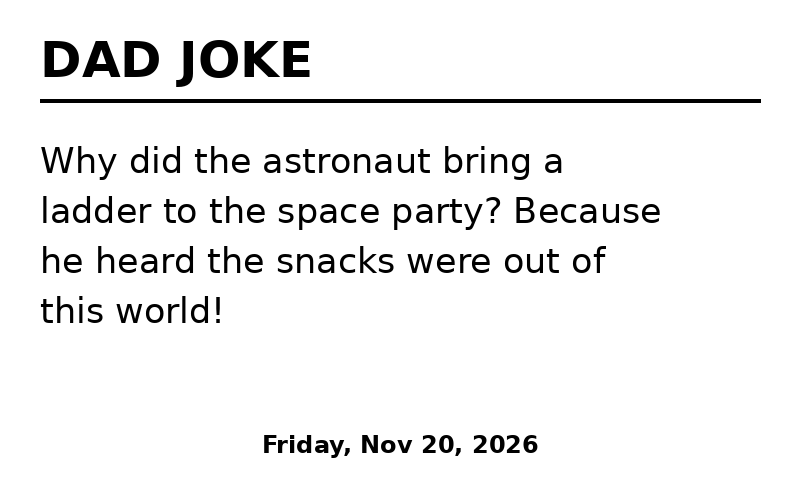 DAD JOKE
Why did the astronaut bring a
ladder to the space party? Because
he heard the snacks were out of
this world!
Friday, Nov 20, 2026